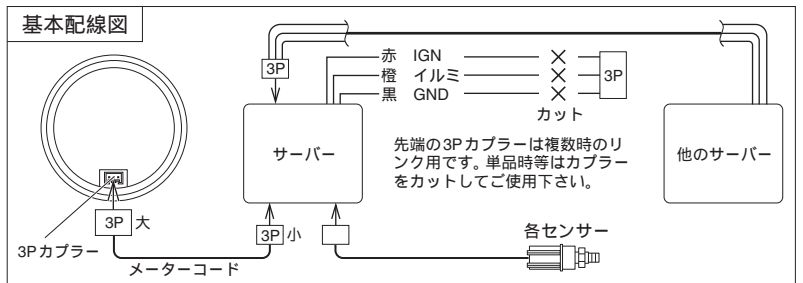 基本配線図
3P
赤 IGN
橙 イルミ
黒 GND
3P
カット
サーバー
先端の3Pカプラーは複数時のリ
ンク用です。単品時等はカプラー
をカットしてご使用下さい。
他のサーバー
3P 大
3Pカプラー
メーターコード
3P 小
各センサー